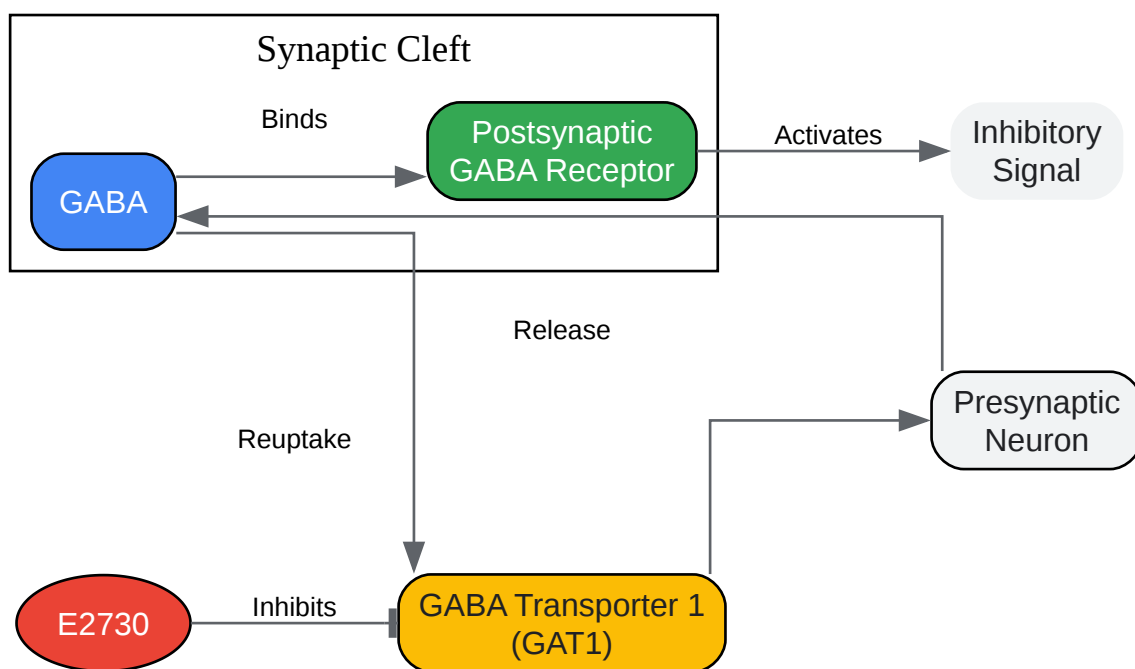 Synaptic Cleft
Binds
Postsynaptic
GABA Receptor
Activates
Inhibitory
Signal
GABA
Release
Presynaptic
Neuron
Reuptake
E2730
Inhibits
GABA Transporter 1
(GAT1)